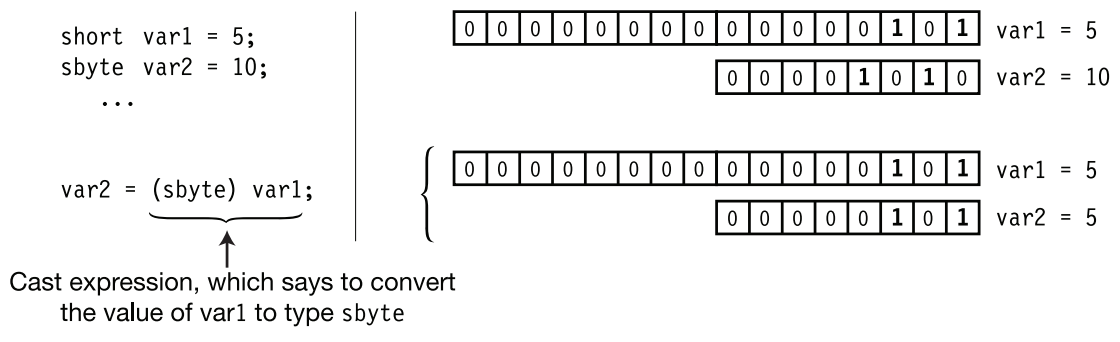 short var1 = 5;
sbyte var2 = 10;
...
var2 = (sbyte) var1;
Cast expression, which says to convert
the value of var1 to type sbyte
0 0 0 0 0 0 0 0 0 0 0 0 0 1 0 1 var1 = 5
0 0 0 0 1 0 1 0 var2 = 10
0 0 0 0 0 0 0 0 0 0 0 0 0 1 0 1 var1 = 5
0 0 0 0 0 1 0 1 var2 = 5